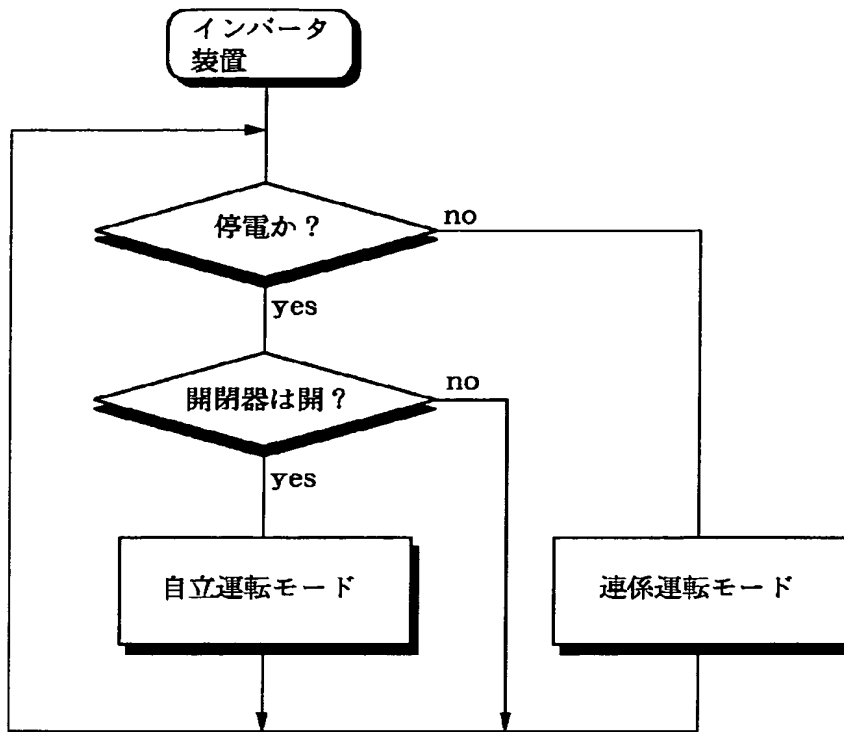 インバータ
装置
停電か？
no
yes
開閉器は開？
no
yes
自立運転モード
連係運転モード